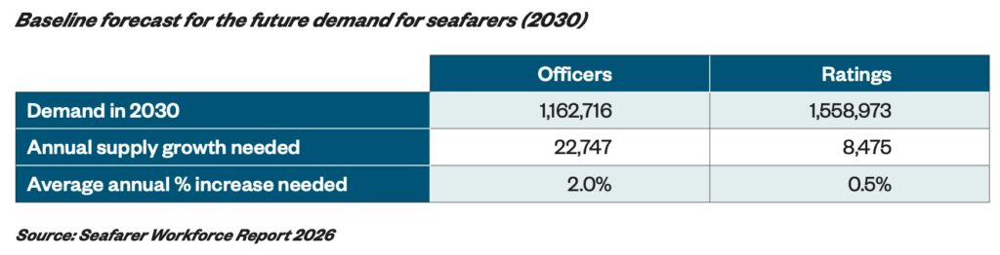 Baseline forecast for the future demand for seafarers (2030)
Officers Ratings
Demand in 2030 1,162,716 1,558,973
Annual supply growth needed 22,747 8,475
Average annual % increase needed 2.0% 0.5%
Source: Seafarer Workforce Report 2026